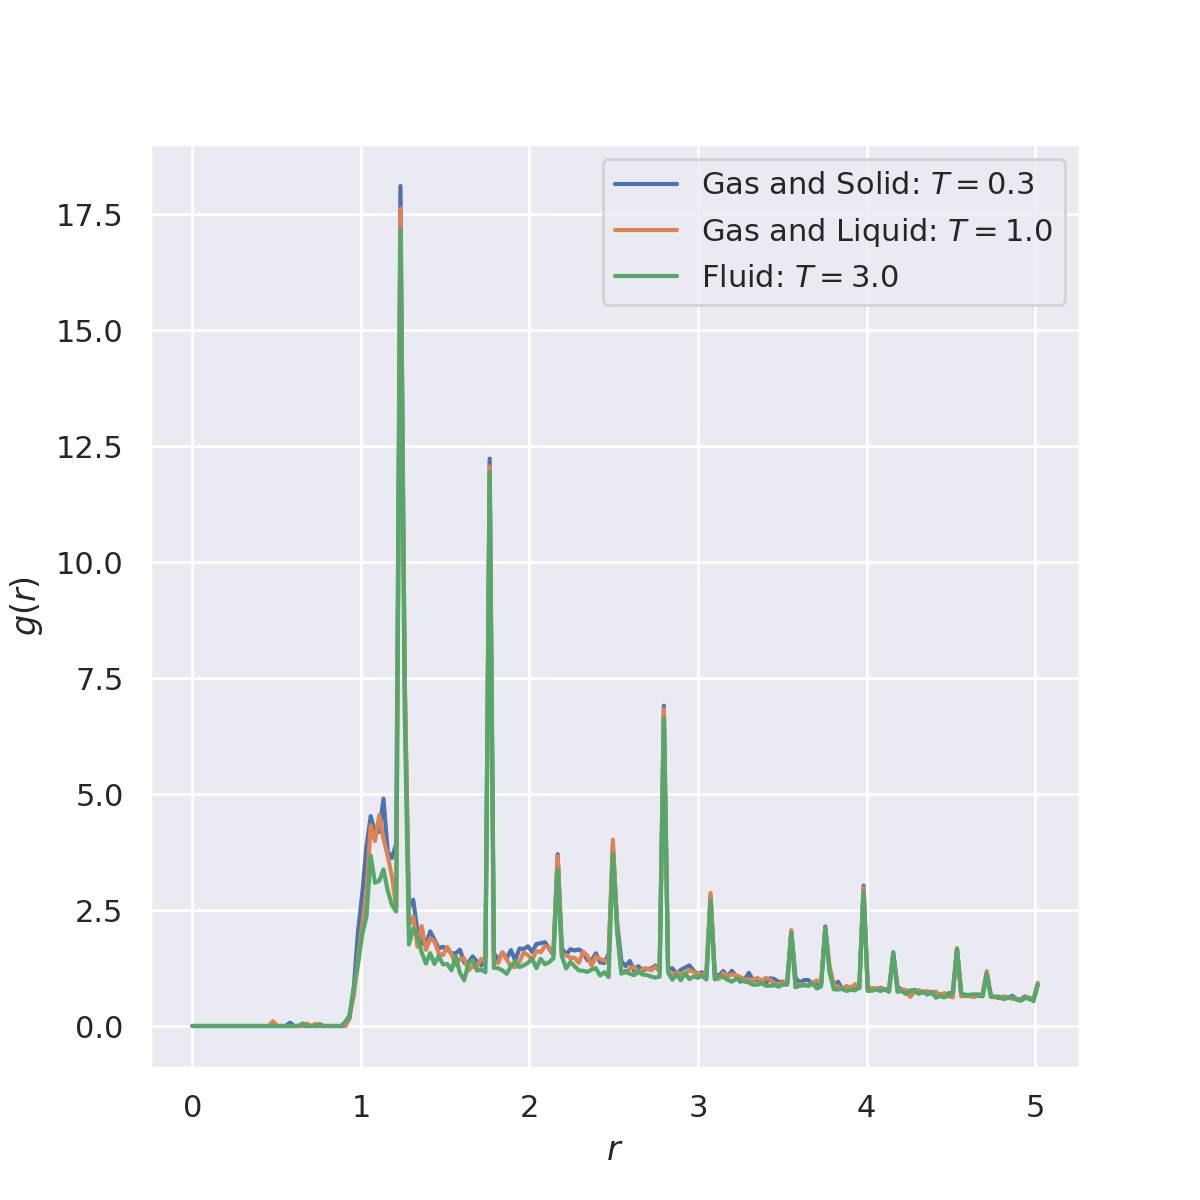 Gas and Solid: T = 0.3
Gas and Liquid: T = 1.0
Fluid: T = 3.0
17.5
15.0
12.5
10.0
7.5
5.0
2.5
0.0
g(r)
0 1 2 3 4 5
r